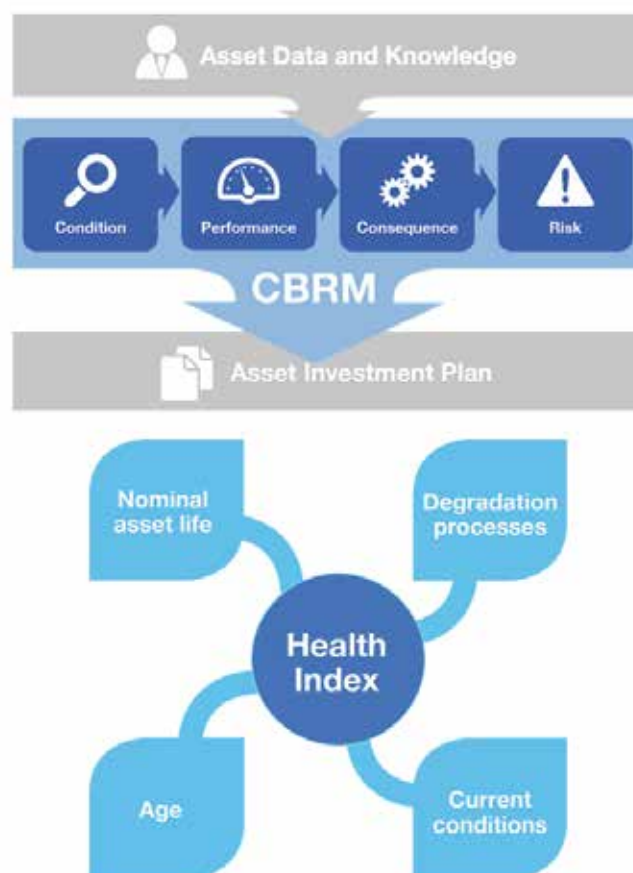 Asset Data and Knowledge
Condition
Performance
Consequence
Risk
CBRM
Asset Investment Plan
Nominal
asset life
Degradation
processes
Health
Index
Age
Current
conditions